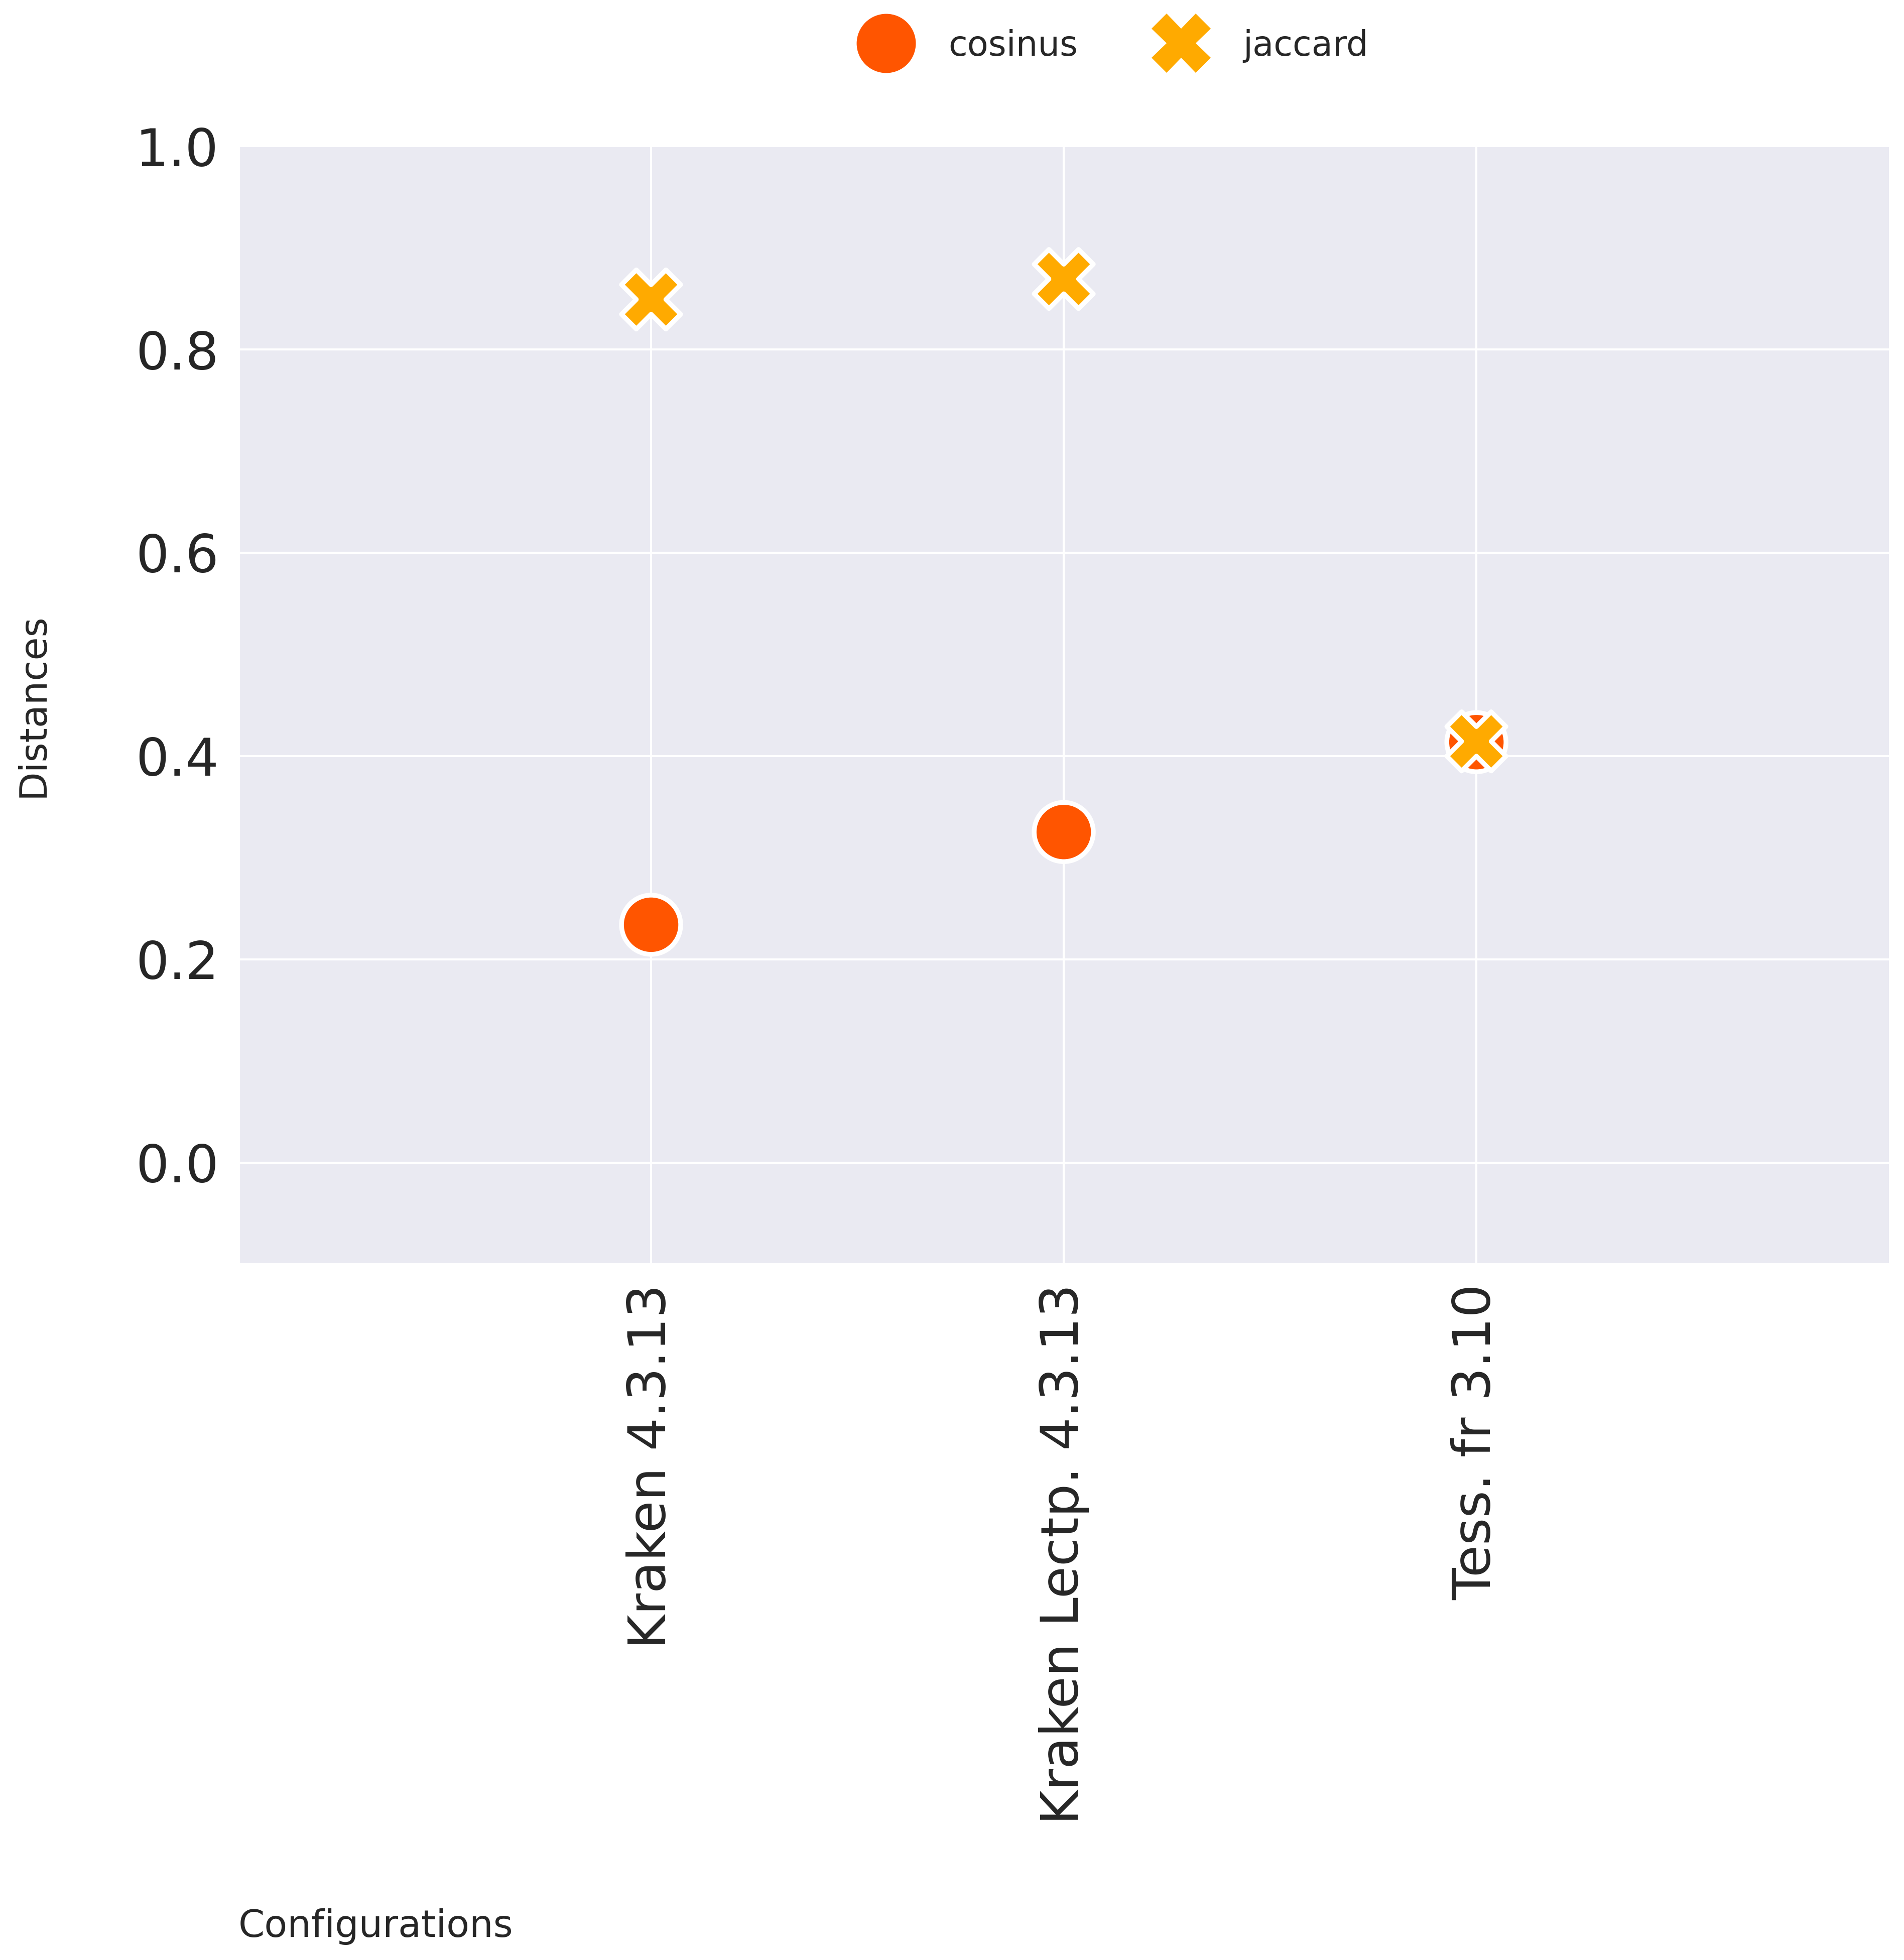 cosinus
jaccard
1.0
0.8
0.6
0.4
0.2
0.0
Distances
Kraken 4.3.13
Kraken Lectp. 4.3.13
Tess. fr 3.10
Configurations